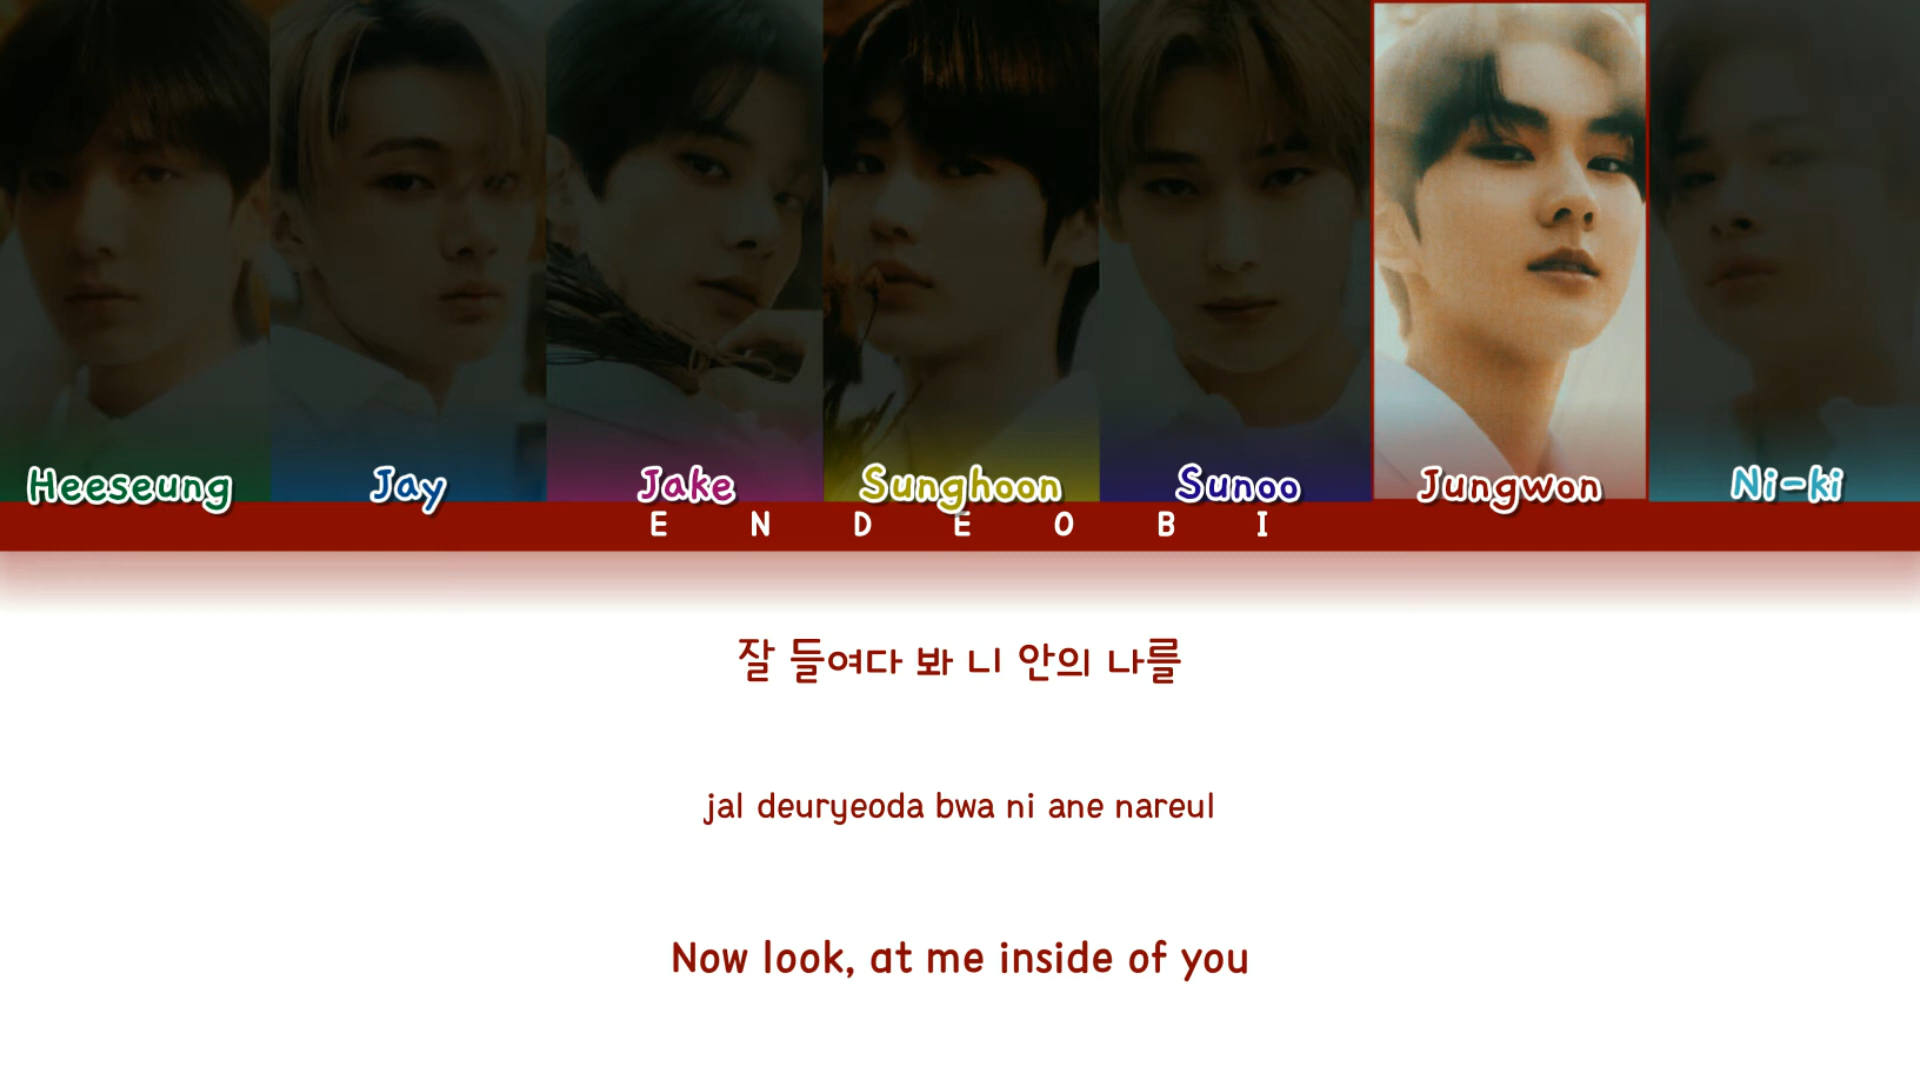 Heeseung Jay Jake Sunghoon Sunoo Jungwon Ni-ki
E N D E O B I
잘 들여다 봐 니 안의 나를
jal deuryeoda bwa ni ane nareul
Now look, at me inside of you